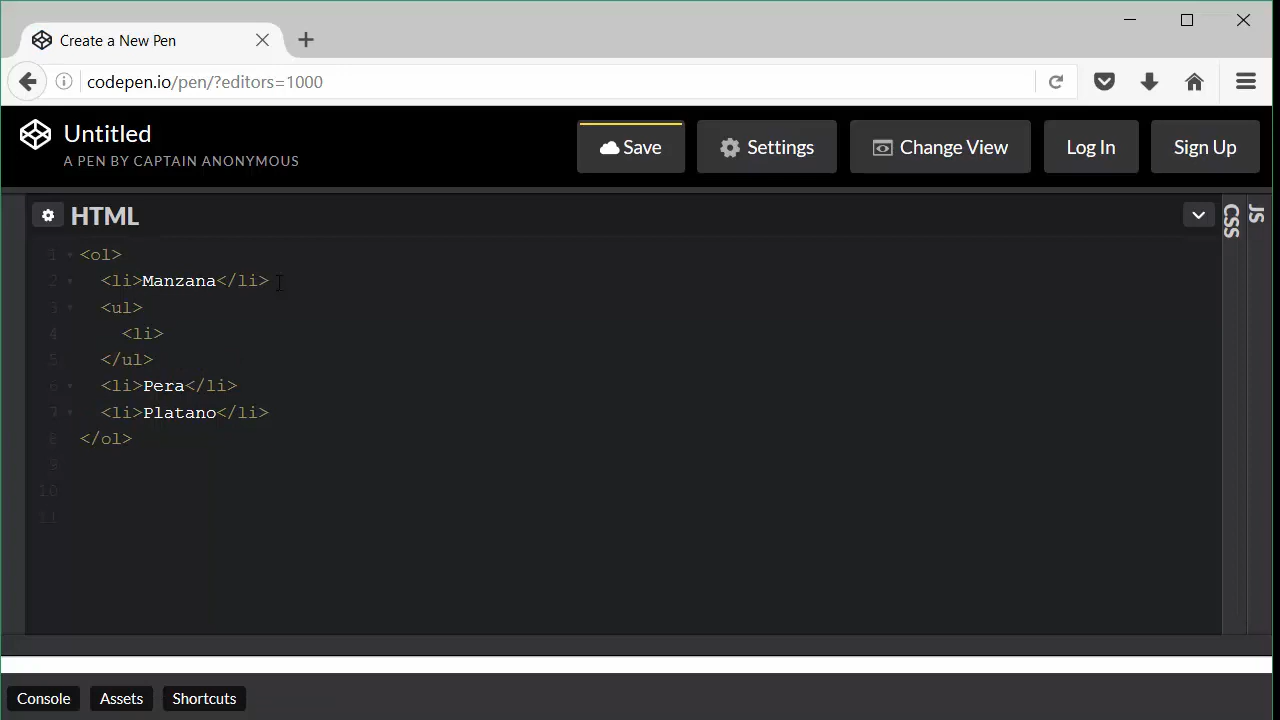 Create a New Pen
codepen.io/pen/?editors=1000
Untitled
A PEN BY CAPTAIN ANONYMOUS
Save
Settings
Change View
Log In
Sign Up
HTML
CSS
JS
1 <ol>
2 <li>Manzana</li>
3 <ul>
4 <li>
5 </ul>
6 <li>Pera</li>
7 <li>Platano</li>
8 </ol>
9
10
11
Console
Assets
Shortcuts